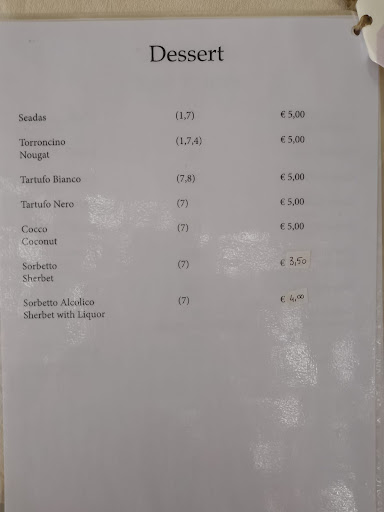 Dessert
Seadas (1,7) € 5,00
Torroncino (1,7,4) € 5,00
Nougat
Tartufo Bianco (7,8) € 5,00
Tartufo Nero (7) € 5,00
Cocco (7) € 5,00
Coconut
Sorbetto (7) € 3,50
Sherbet
Sorbetto Alcolico (7) € 4,00
Sherbet with Liquor